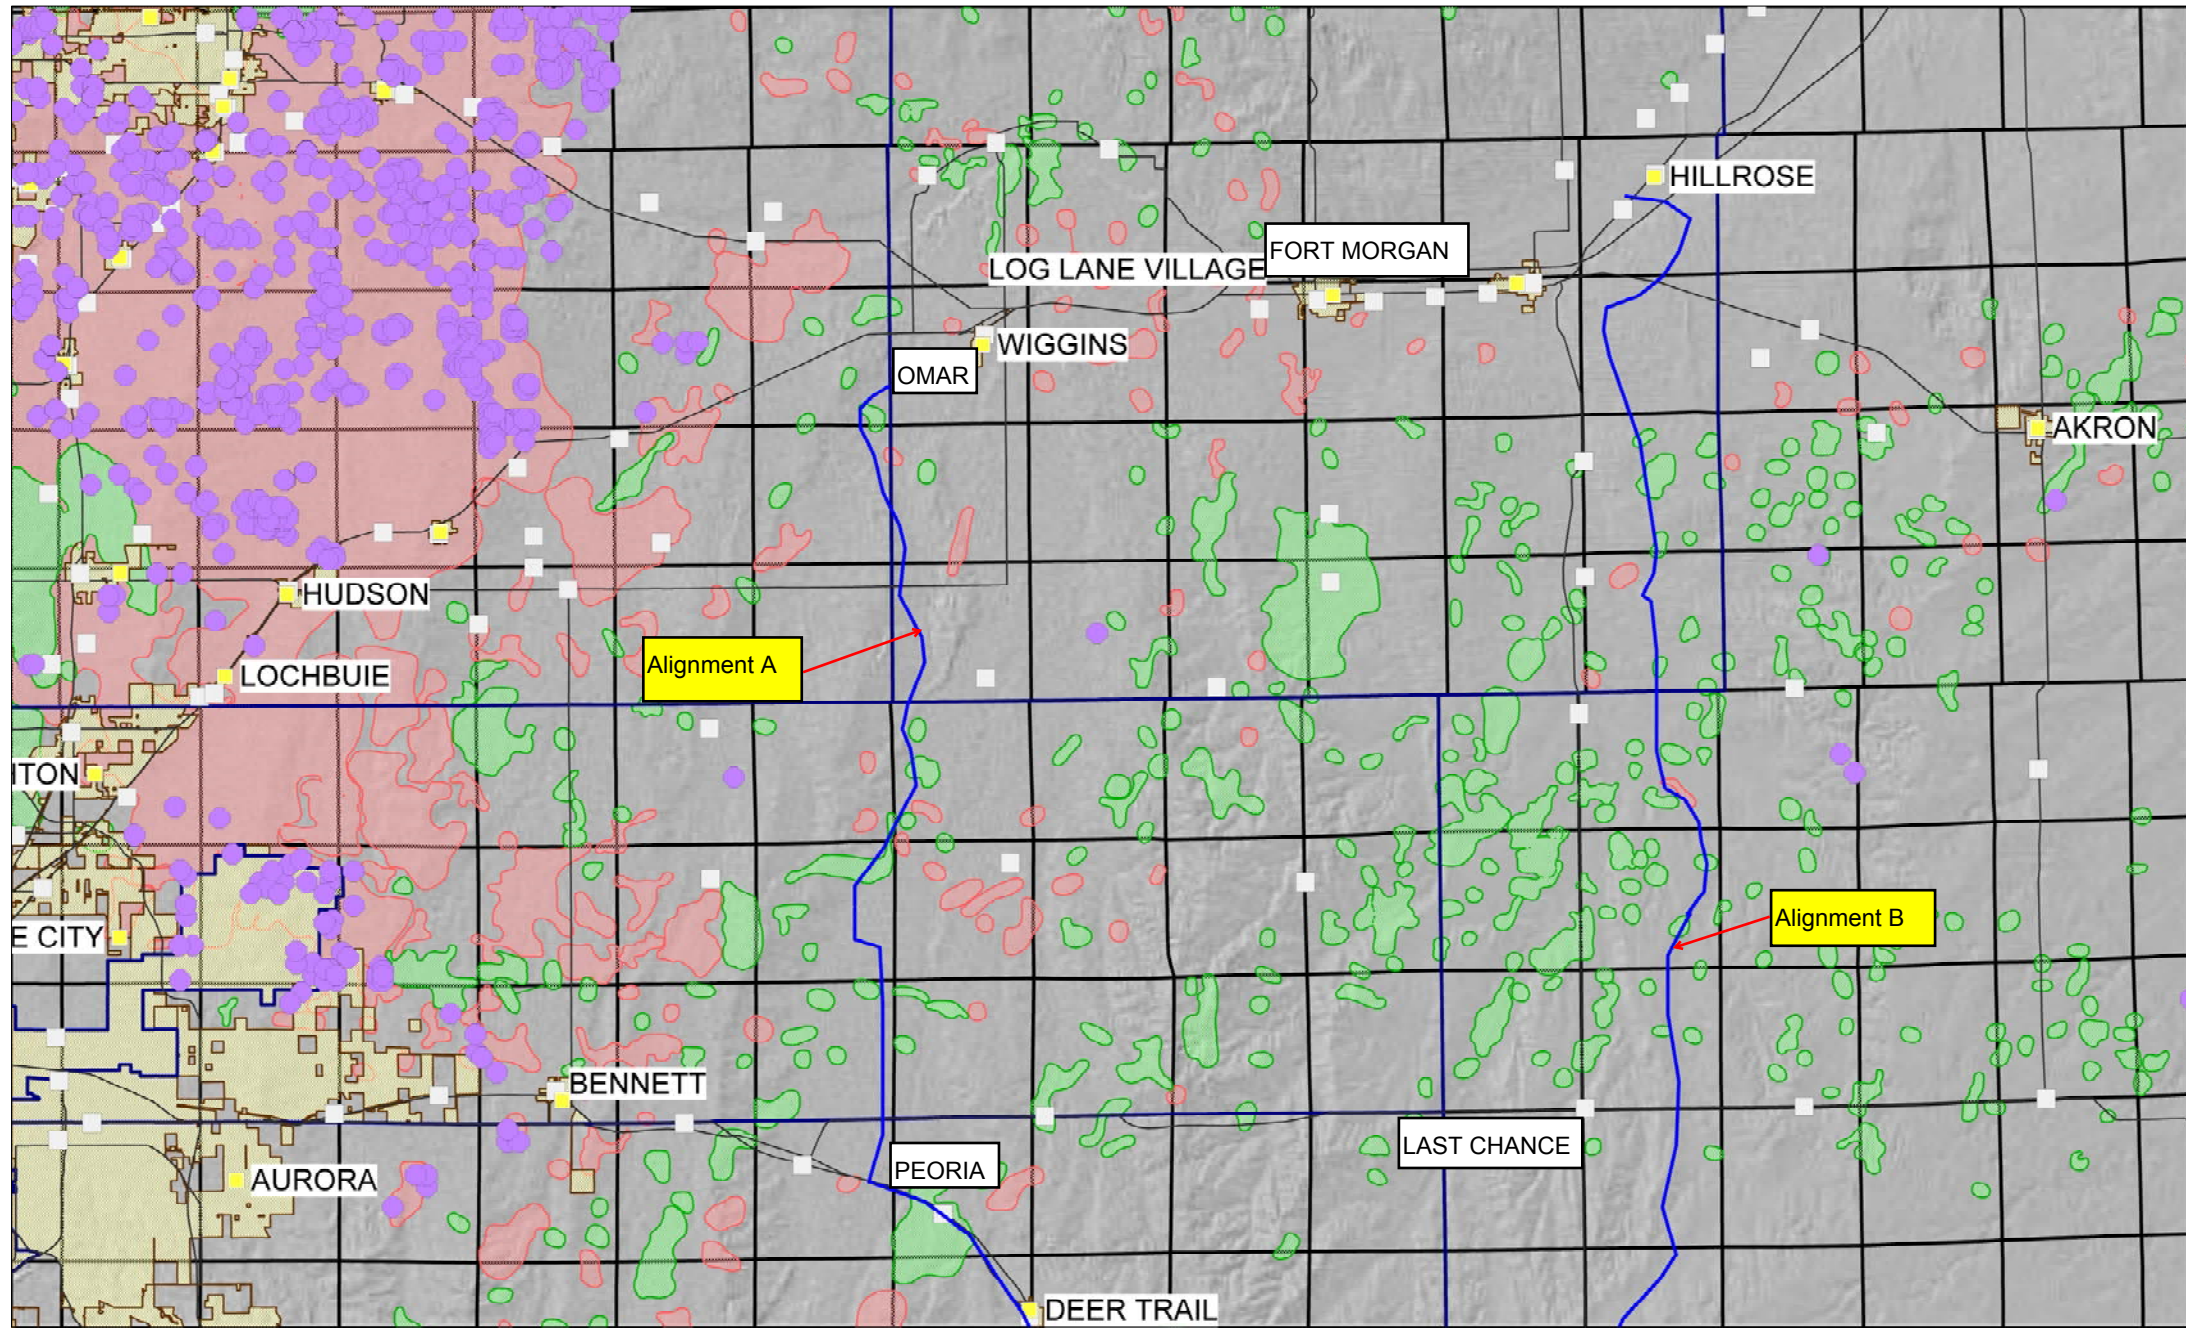 HILLROSE
FORT MORGAN
LOG LANE VILLAGE
WIGGINS
OMAR
AKRON
HUDSON
Alignment A
LOCHBUIE
HTON
Alignment B
E CITY
BENNETT
LAST CHANCE
PEORIA
AURORA
DEER TRAIL